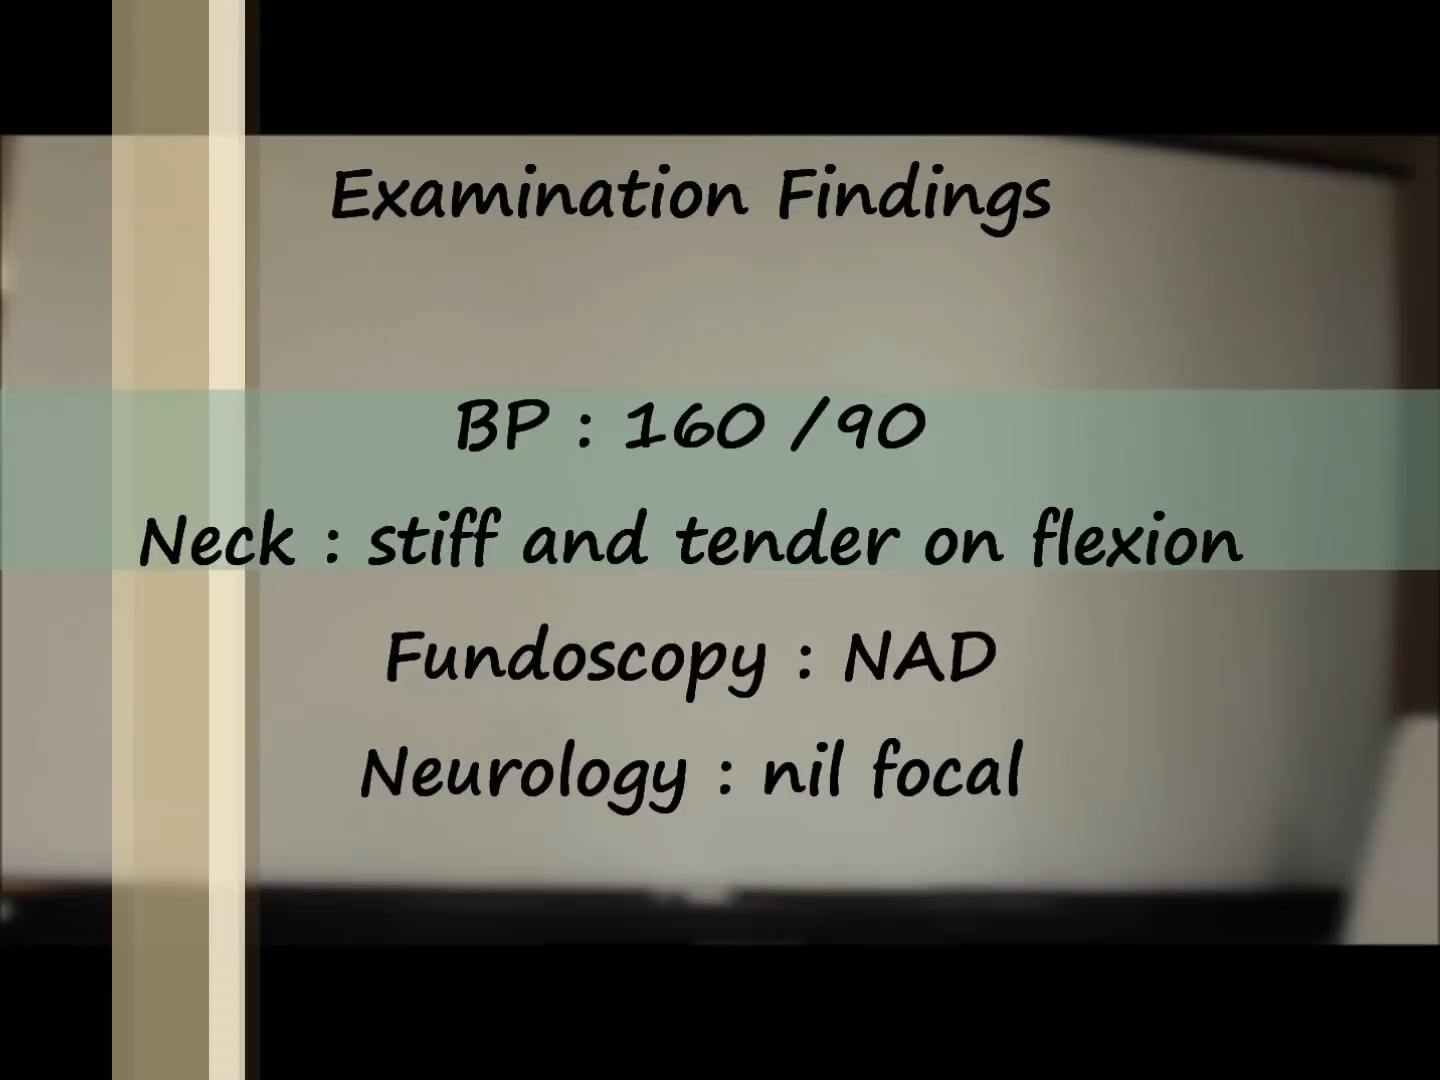 Examination Findings
BP : 160 /90
Neck : stiff and tender on flexion
Fundoscopy : NAD
Neurology : nil focal